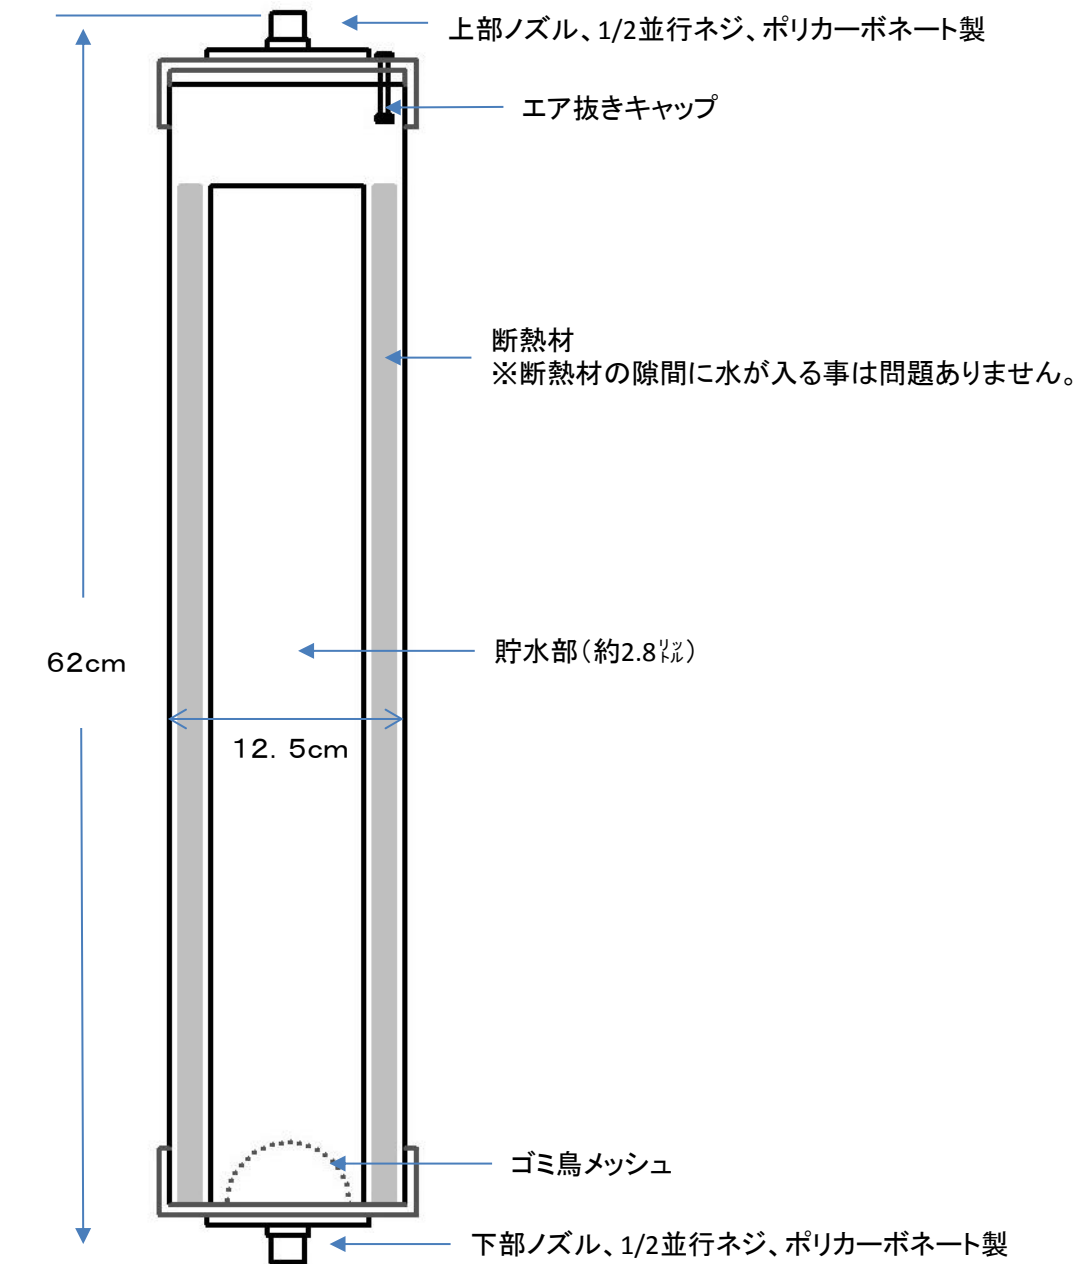 上部ノズル、1/2並行ネジ、ポリカーボネート製
エア抜きキャップ
断熱材
※断熱材の隙間に水が入る事は問題ありません。
貯水部（約2.8㍑）
62cm
12．5cm
ゴミ鳥メッシュ
下部ノズル、1/2並行ネジ、ポリカーボネート製